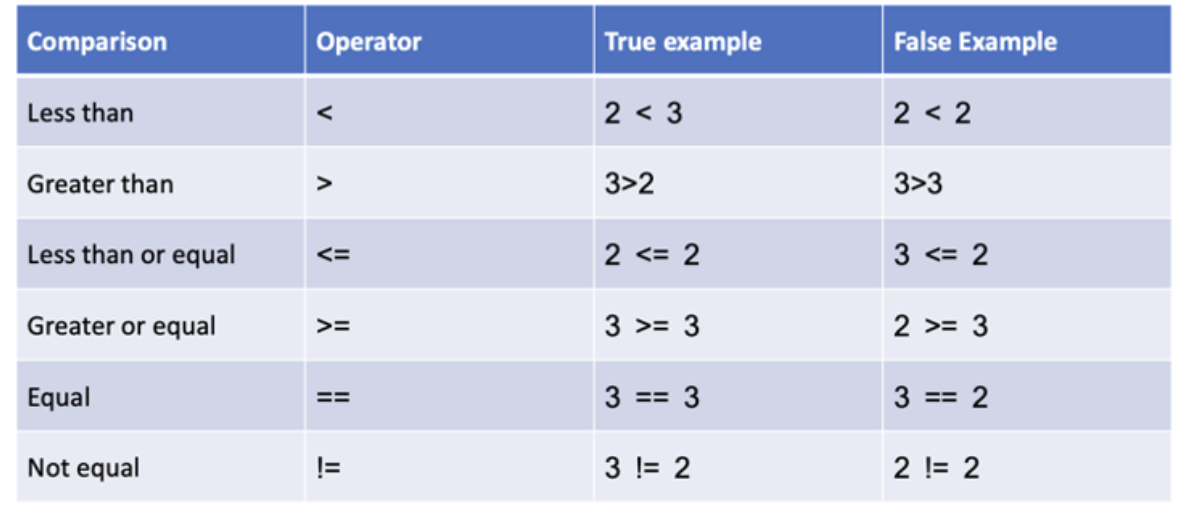 Comparison Operator True example False Example
Less than < 2 < 3 2 < 2
Greater than > 3>2 3>3
Less than or equal <= 2 <= 2 3 <= 2
Greater or equal >= 3 >= 3 2 >= 3
Equal == 3 == 3 3 == 2
Not equal != 3 != 2 2 != 2